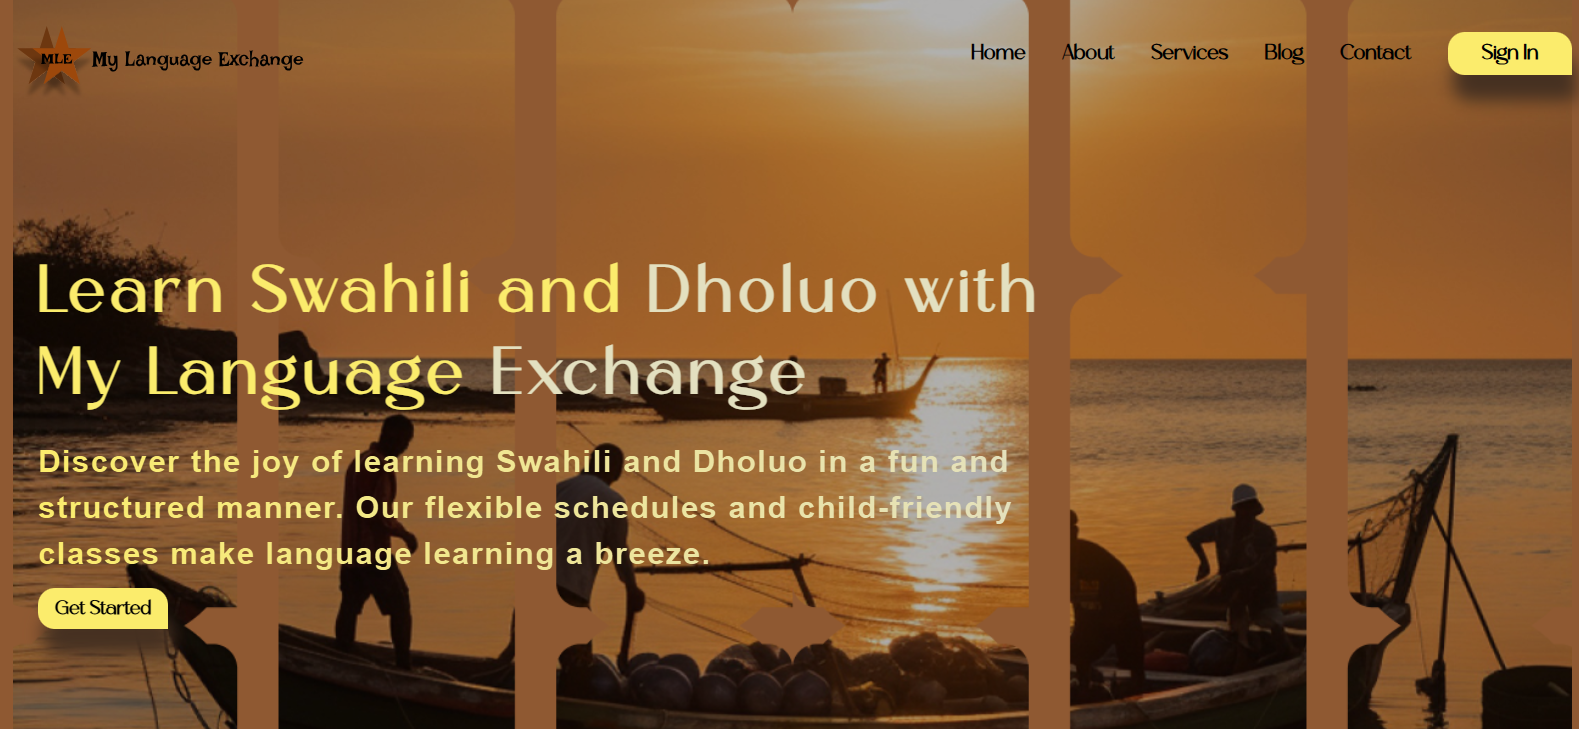 MLE My Language Exchange
Home About Services Blog Contact Sign In
Learn Swahili and Dholuo with
My Language Exchange
Discover the joy of learning Swahili and Dholuo in a fun and
structured manner. Our flexible schedules and child-friendly
classes make language learning a breeze.
Get Started